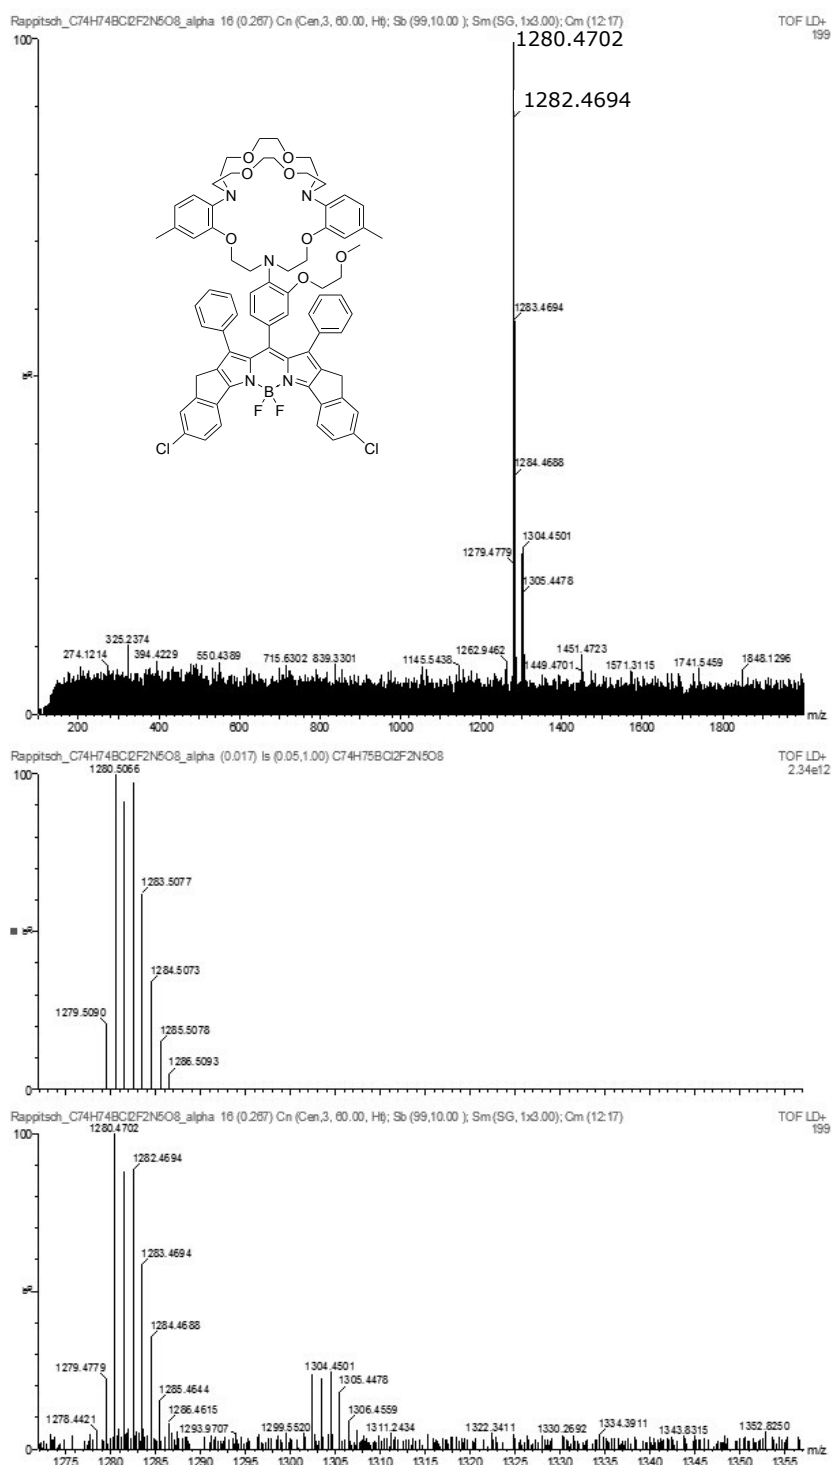 Rappitsch_C74H74BCl2F2N5O8_alpha 16 (0.267) Cn (Cen,3, 60.00, Ht); Sb (99,10.00 ); Sm (SG, 1x3.00); Cm (12:17)
TOF LD+
199
100
1280.4702
1282.4694
O O
O O
N N
O O
O
N
O
N N
B
F F
Cl Cl
1283.4694
%
1284.4688
1304.4501
1279.4779
1305.4478
325.2374
274.1214 394.4229 550.4389 715.6302 839.3301 1145.5438 1262.9462 1451.4723 1449.4701 1571.3115 1741.5459 1848.1296
0
m/z
200 400 600 800 1000 1200 1400 1600 1800
Rappitsch_C74H74BCl2F2N5O8_alpha (0.017) Is (0.05,1.00) C74H75BCl2F2N5O8
TOF LD+
2.34e12
100
1280.5066
1283.5077
%
1284.5073
1279.5090
1285.5078
1286.5093
0
Rappitsch_C74H74BCl2F2N5O8_alpha 16 (0.267) Cn (Cen,3, 60.00, Ht); Sb (99,10.00 ); Sm (SG, 1x3.00); Cm (12:17)
TOF LD+
199
100
1280.4702
1282.4694
1283.4694
%
1284.4688
1279.4779
1304.4501
1305.4478
1285.4644
1286.4615
1306.4559
1278.4421 1293.9707 1299.5520 1311.2434 1322.3411 1330.2692 1334.3911 1343.8315 1352.8250
0
m/z
1275 1280 1285 1290 1295 1300 1305 1310 1315 1320 1325 1330 1335 1340 1345 1350 1355